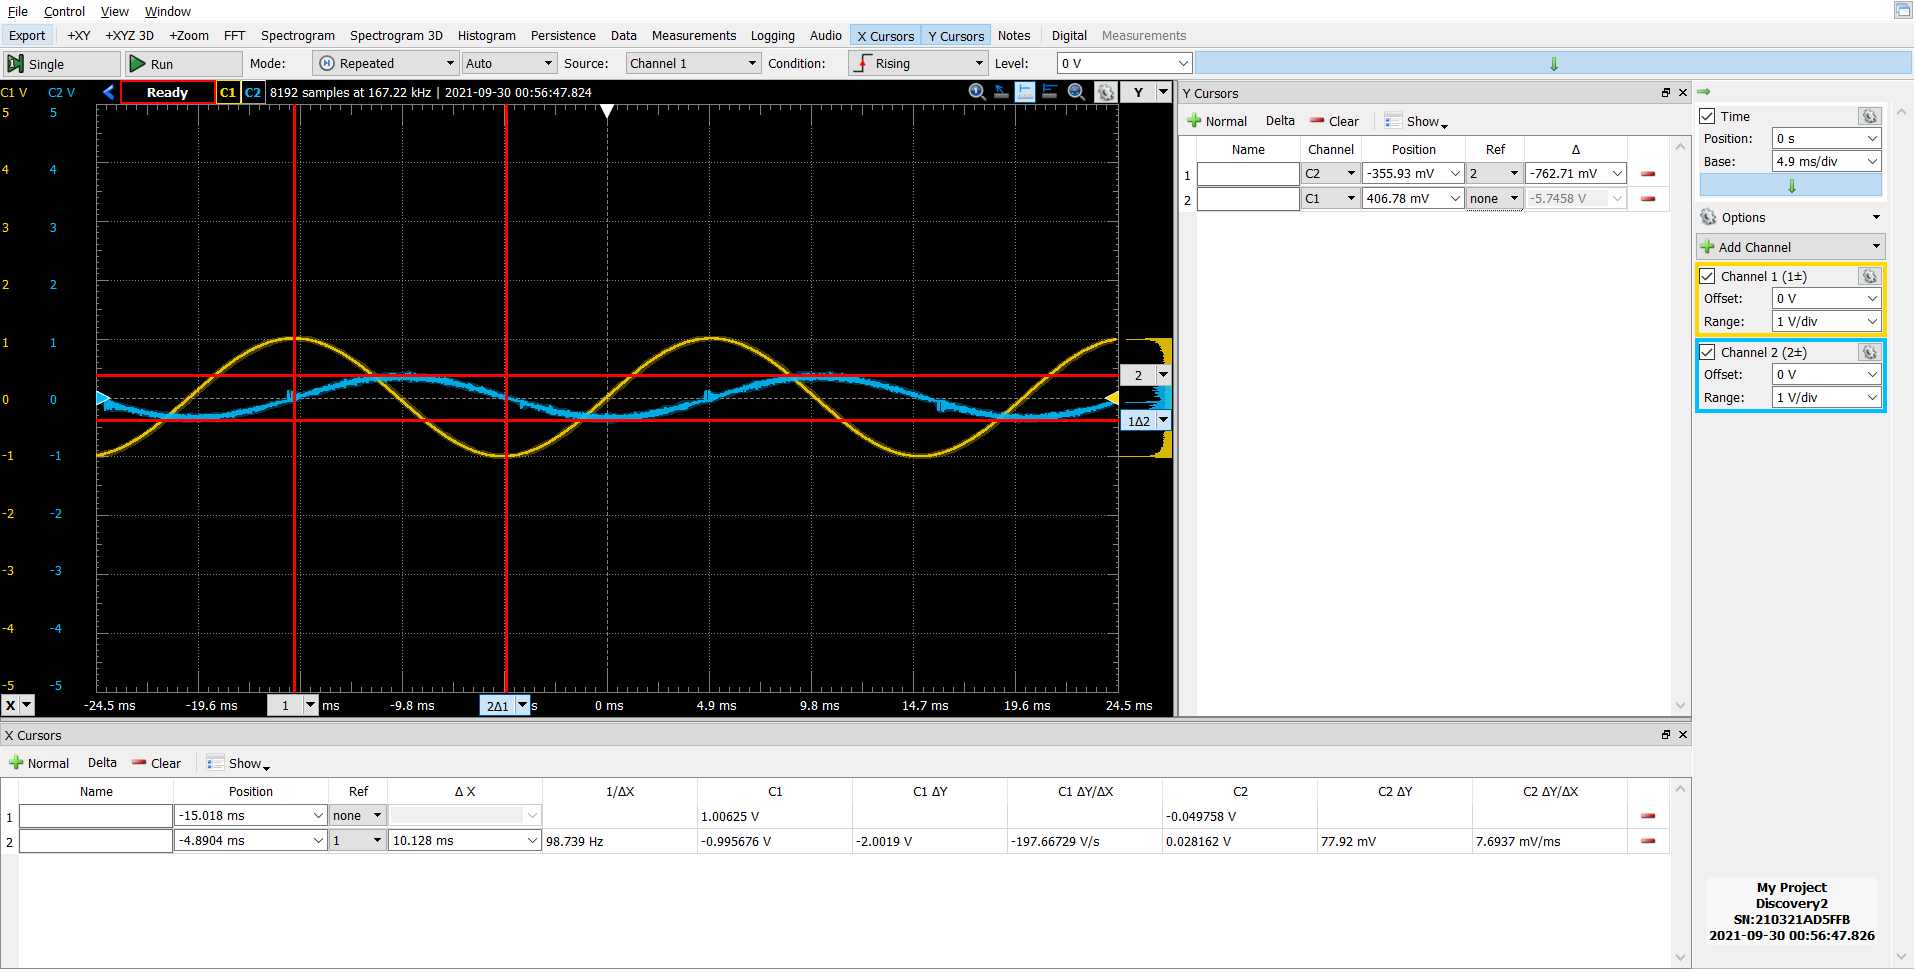 File Control View Window
Export +XY +XYZ 3D +Zoom FFT Spectrogram Spectrogram 3D Histogram Persistence Data Measurements Logging Audio X Cursors Y Cursors Notes Digital Measurements
Single Run Mode: Repeated Auto Source: Channel 1 Condition: Rising Level: 0 V
C1 V C2 V Ready C1 C2 8192 samples at 167.22 kHz | 2021-09-30 00:56:47.824 Y
5 5
4 4
3 3
2 2
1 1
0 0
-1 -1
-2 -2
-3 -3
-4 -4
-5 -5
2
1Δ2
X -24.5 ms -19.6 ms 1 ms -9.8 ms 2Δ1 s 0 ms 4.9 ms 9.8 ms 14.7 ms 19.6 ms 24.5 ms
Y Cursors
Normal Delta Clear Show
Name Channel Position Ref Δ
1 C2 -355.93 mV 2 -762.71 mV
2 C1 406.78 mV none -5.7458 V
Time
Position: 0 s
Base: 4.9 ms/div
Options
Add Channel
Channel 1 (1±)
Offset: 0 V
Range: 1 V/div
Channel 2 (2±)
Offset: 0 V
Range: 1 V/div
X Cursors
Normal Delta Clear Show
Name Position Ref Δ X 1/ΔX C1 C1 ΔY C1 ΔY/ΔX C2 C2 ΔY C2 ΔY/ΔX
1 -15.018 ms none 1.00625 V -0.049758 V
2 -4.8904 ms 1 10.128 ms 98.739 Hz -0.995676 V -2.0019 V -197.66729 V/s 0.028162 V 77.92 mV 7.6937 mV/ms
My Project
Discovery2
SN:210321AD5FFB
2021-09-30 00:56:47.826